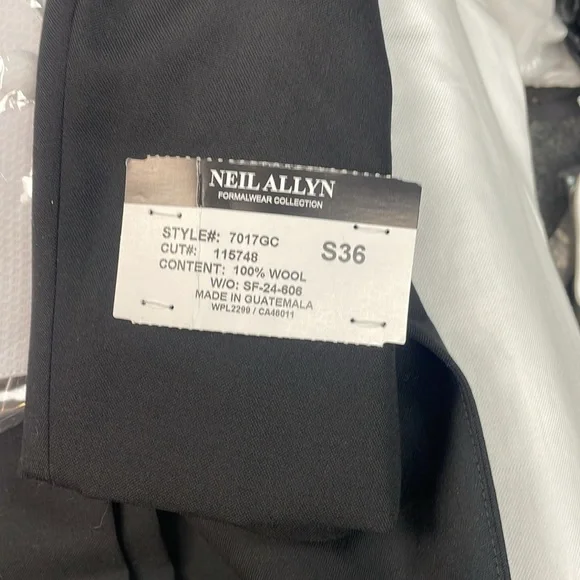 NEIL ALLYN
FORMALWEAR COLLECTION
STYLE#: 7017GC
S36
CUT#: 115748
CONTENT: 100% WOOL
W/O: SF-24-606
MADE IN GUATEMALA
WPL2299 / CA46011